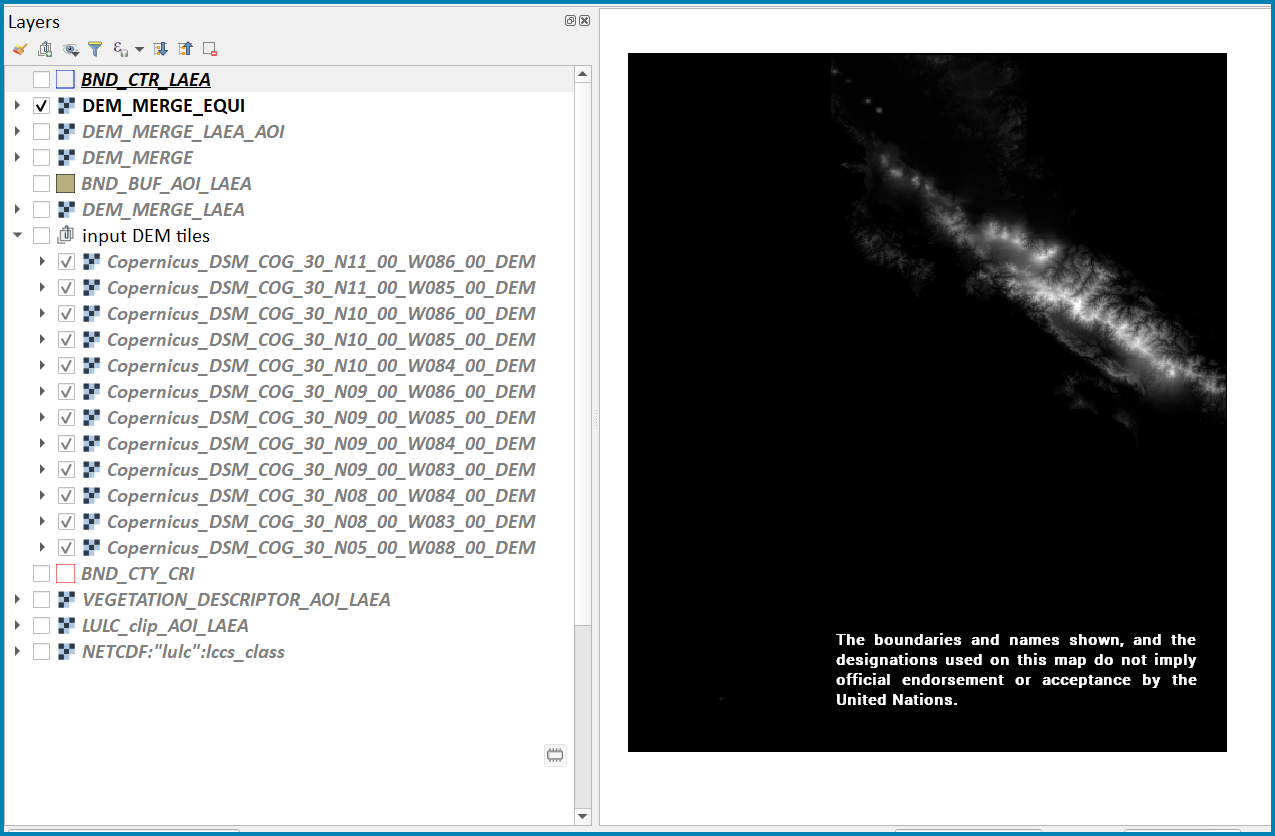 Layers
BND_CTR_LAEA
DEM_MERGE_EQUI
DEM_MERGE_LAEA_AOI
DEM_MERGE
BND_BUF_AOI_LAEA
DEM_MERGE_LAEA
input DEM tiles
Copernicus_DSM_COG_30_N11_00_W086_00_DEM
Copernicus_DSM_COG_30_N11_00_W085_00_DEM
Copernicus_DSM_COG_30_N10_00_W086_00_DEM
Copernicus_DSM_COG_30_N10_00_W085_00_DEM
Copernicus_DSM_COG_30_N10_00_W084_00_DEM
Copernicus_DSM_COG_30_N09_00_W086_00_DEM
Copernicus_DSM_COG_30_N09_00_W085_00_DEM
Copernicus_DSM_COG_30_N09_00_W084_00_DEM
Copernicus_DSM_COG_30_N09_00_W083_00_DEM
Copernicus_DSM_COG_30_N08_00_W084_00_DEM
Copernicus_DSM_COG_30_N08_00_W083_00_DEM
Copernicus_DSM_COG_30_N05_00_W088_00_DEM
BND_CTY_CRI
VEGETATION_DESCRIPTOR_AOI_LAEA
LULC_clip_AOI_LAEA
NETCDF:"lulc":lccs_class
The boundaries and names shown, and the
designations used on this map do not imply
official endorsement or acceptance by the
United Nations.